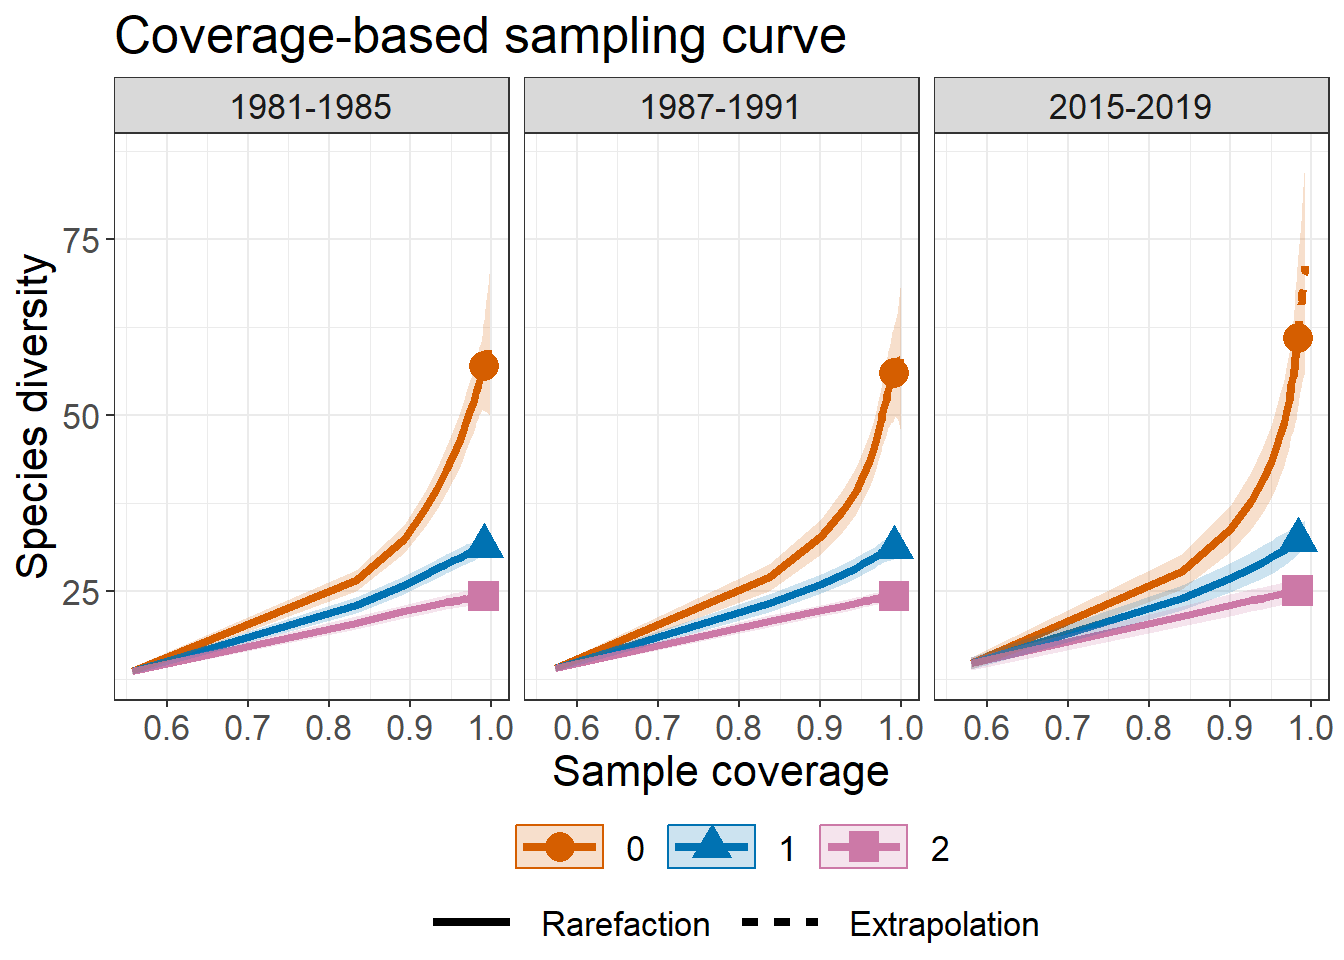 Coverage-based sampling curve
1981-1985
1987-1991
2015-2019
Species diversity
75
50
25
0.6 0.7 0.8 0.9 1.0
0.6 0.7 0.8 0.9 1.0
0.6 0.7 0.8 0.9 1.0
Sample coverage
0 1 2
Rarefaction Extrapolation